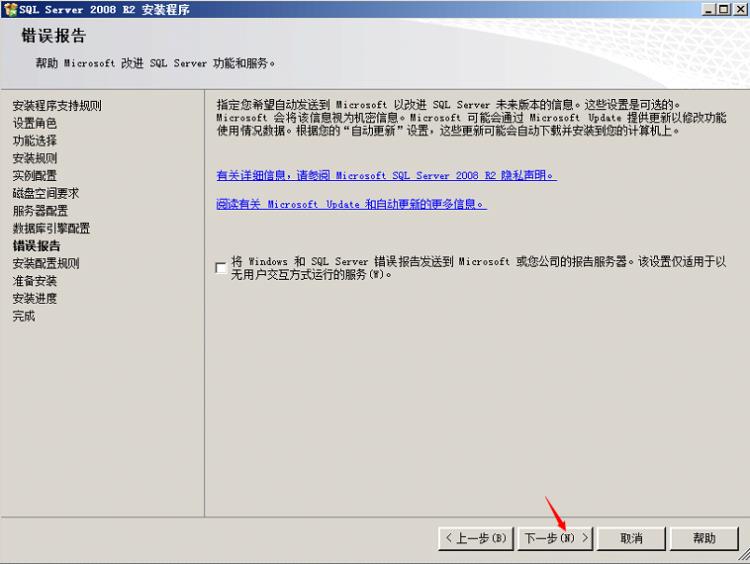 SQL Server 2008 R2 安装程序
错误报告
帮助 Microsoft 改进 SQL Server 功能和服务。
安装程序支持规则
设置角色
功能选择
安装规则
实例配置
磁盘空间要求
服务器配置
数据库引擎配置
错误报告
安装配置规则
准备安装
安装进度
完成
指定您希望自动发送到 Microsoft 以改进 SQL Server 未来版本的信息。这些设置是可选的。
Microsoft 会将该信息视为机密信息。Microsoft 可能会通过 Microsoft Update 提供更新以修改功能
使用情况数据。根据您的“自动更新”设置，这些更新可能会自动下载并安装到您的计算机上。
有关详细信息，请参阅 Microsoft SQL Server 2008 R2 隐私声明。
阅读有关 Microsoft Update 和自动更新的更多信息。
将 Windows 和 SQL Server 错误报告发送到 Microsoft 或您公司的报告服务器。该设置仅适用于以
无用户交互方式运行的服务(W)。
< 上一步(B) 下一步(N) > 取消 帮助